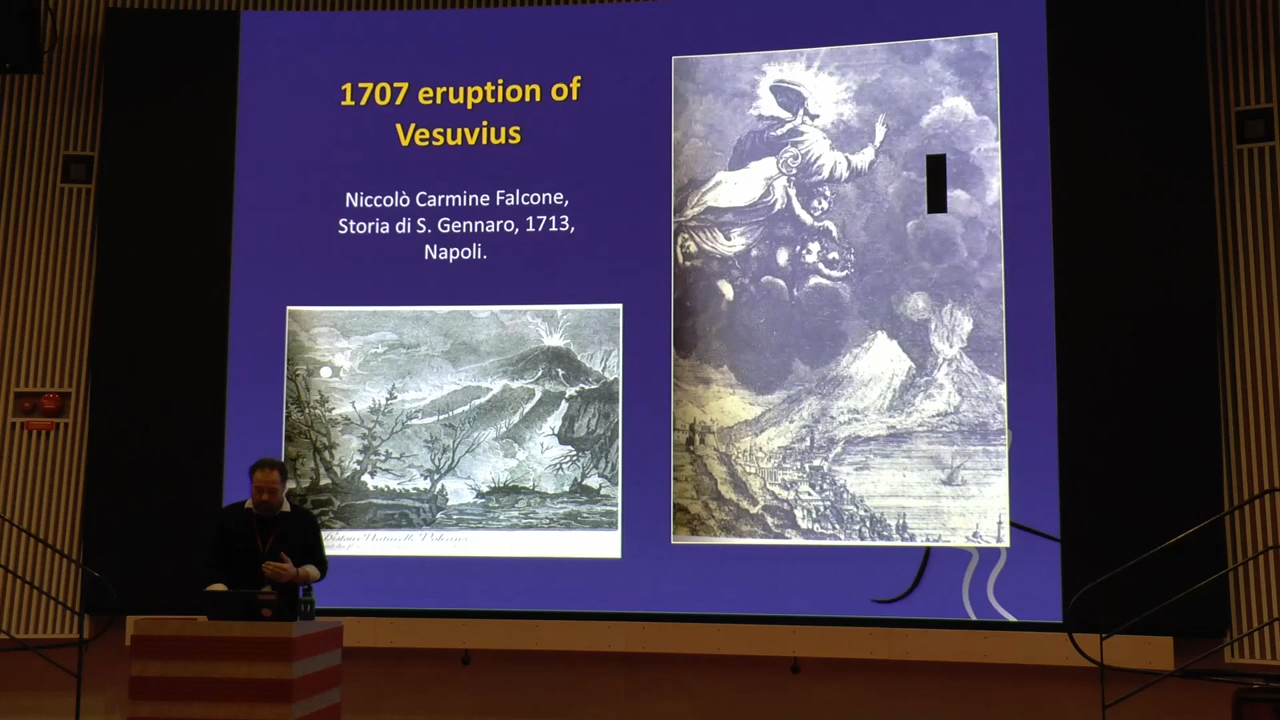 1707 eruption of
Vesuvius
Niccolò Carmine Falcone,
Storia di S. Gennaro, 1713,
Napoli.